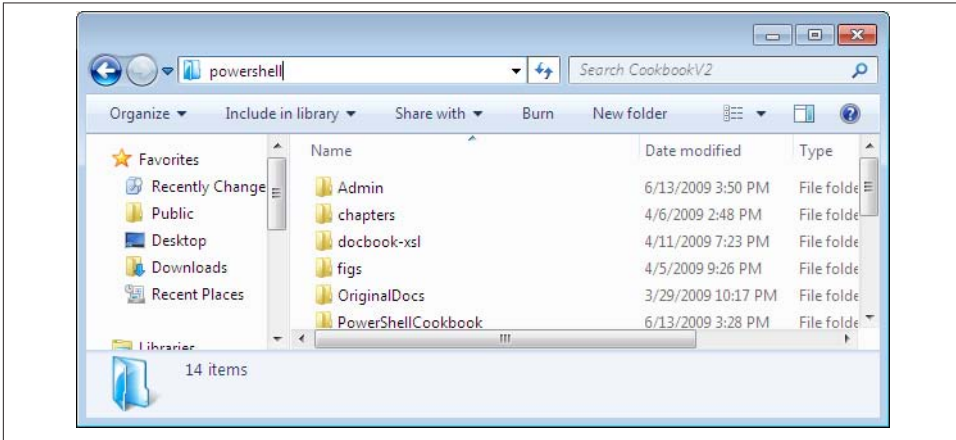 powershell
Search CookbookV2
Organize
Include in library
Share with
Burn
New folder
Favorites
Recently Change
Public
Desktop
Downloads
Recent Places
Libraries
Name
Date modified
Type
Admin
6/13/2009 3:50 PM
File folde
chapters
4/6/2009 2:48 PM
File folde
docbook-xsl
4/11/2009 7:23 PM
File folde
figs
4/5/2009 9:26 PM
File folde
OriginalDocs
3/29/2009 10:17 PM
File folde
PowerShellCookbook
6/13/2009 3:28 PM
File folde
14 items